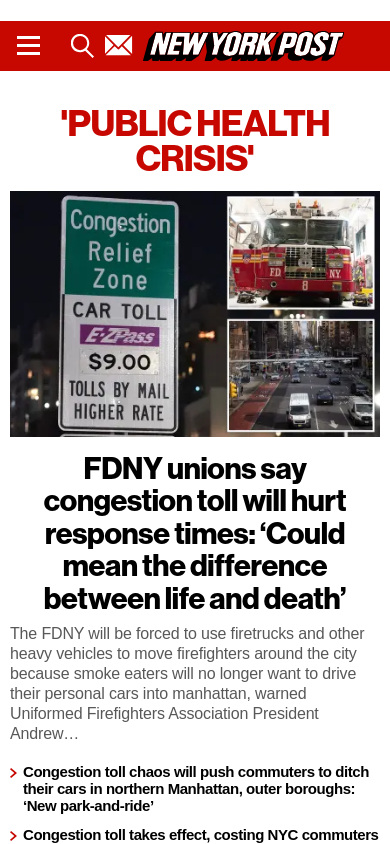 NEW YORK POST
'PUBLIC HEALTH
CRISIS'
Congestion
Relief
Zone
CAR TOLL
E-ZPass
$9.00
TOLLS BY MAIL
HIGHER RATE
F.D. N.Y.
8
FDNY unions say
congestion toll will hurt
response times: ‘Could
mean the difference
between life and death’
The FDNY will be forced to use firetrucks and other
heavy vehicles to move firefighters around the city
because smoke eaters will no longer want to drive
their personal cars into manhattan, warned
Uniformed Firefighters Association President
Andrew…
Congestion toll chaos will push commuters to ditch
their cars in northern Manhattan, outer boroughs:
‘New park-and-ride’
Congestion toll takes effect, costing NYC commuters